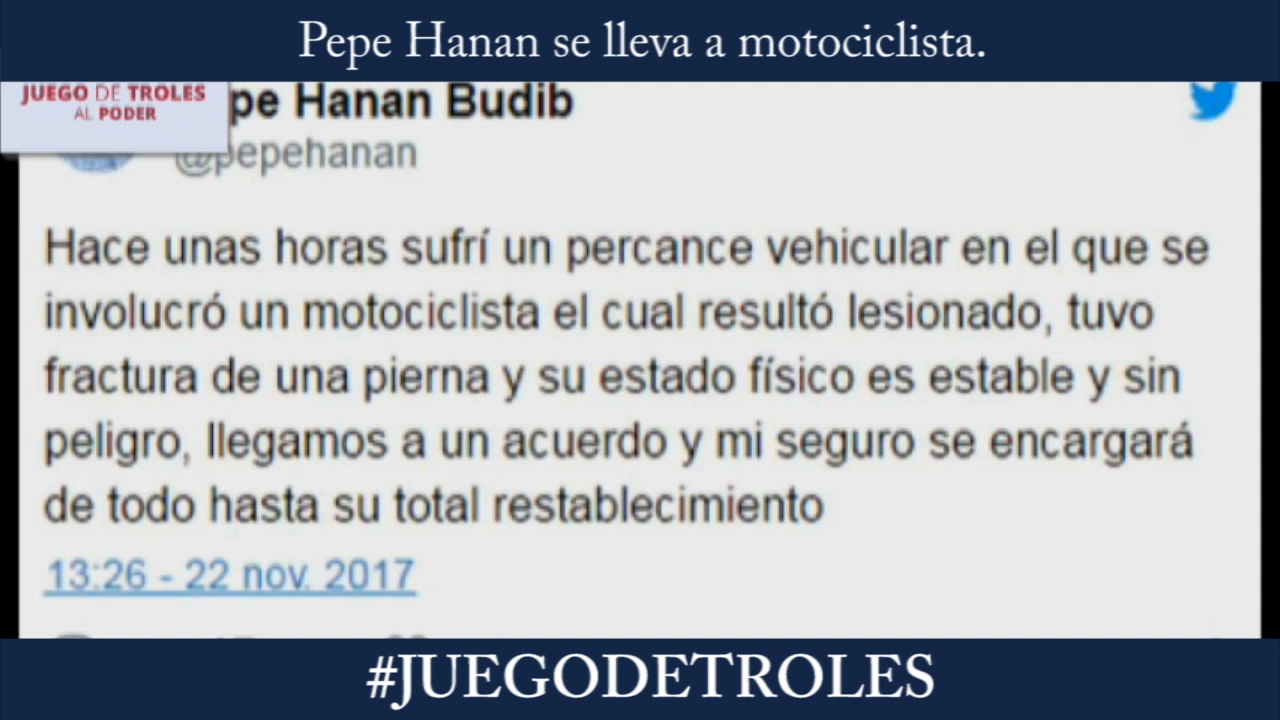 Pepe Hanan se lleva a motociclista.
JUEGO DE TROLES
AL PODER
pe Hanan Budib
@pepehanan
Hace unas horas sufrí un percance vehicular en el que se
involucró un motociclista el cual resultó lesionado, tuvo
fractura de una pierna y su estado físico es estable y sin
peligro, llegamos a un acuerdo y mi seguro se encargará
de todo hasta su total restablecimiento
13:26 - 22 nov. 2017
#JUEGODETROLES